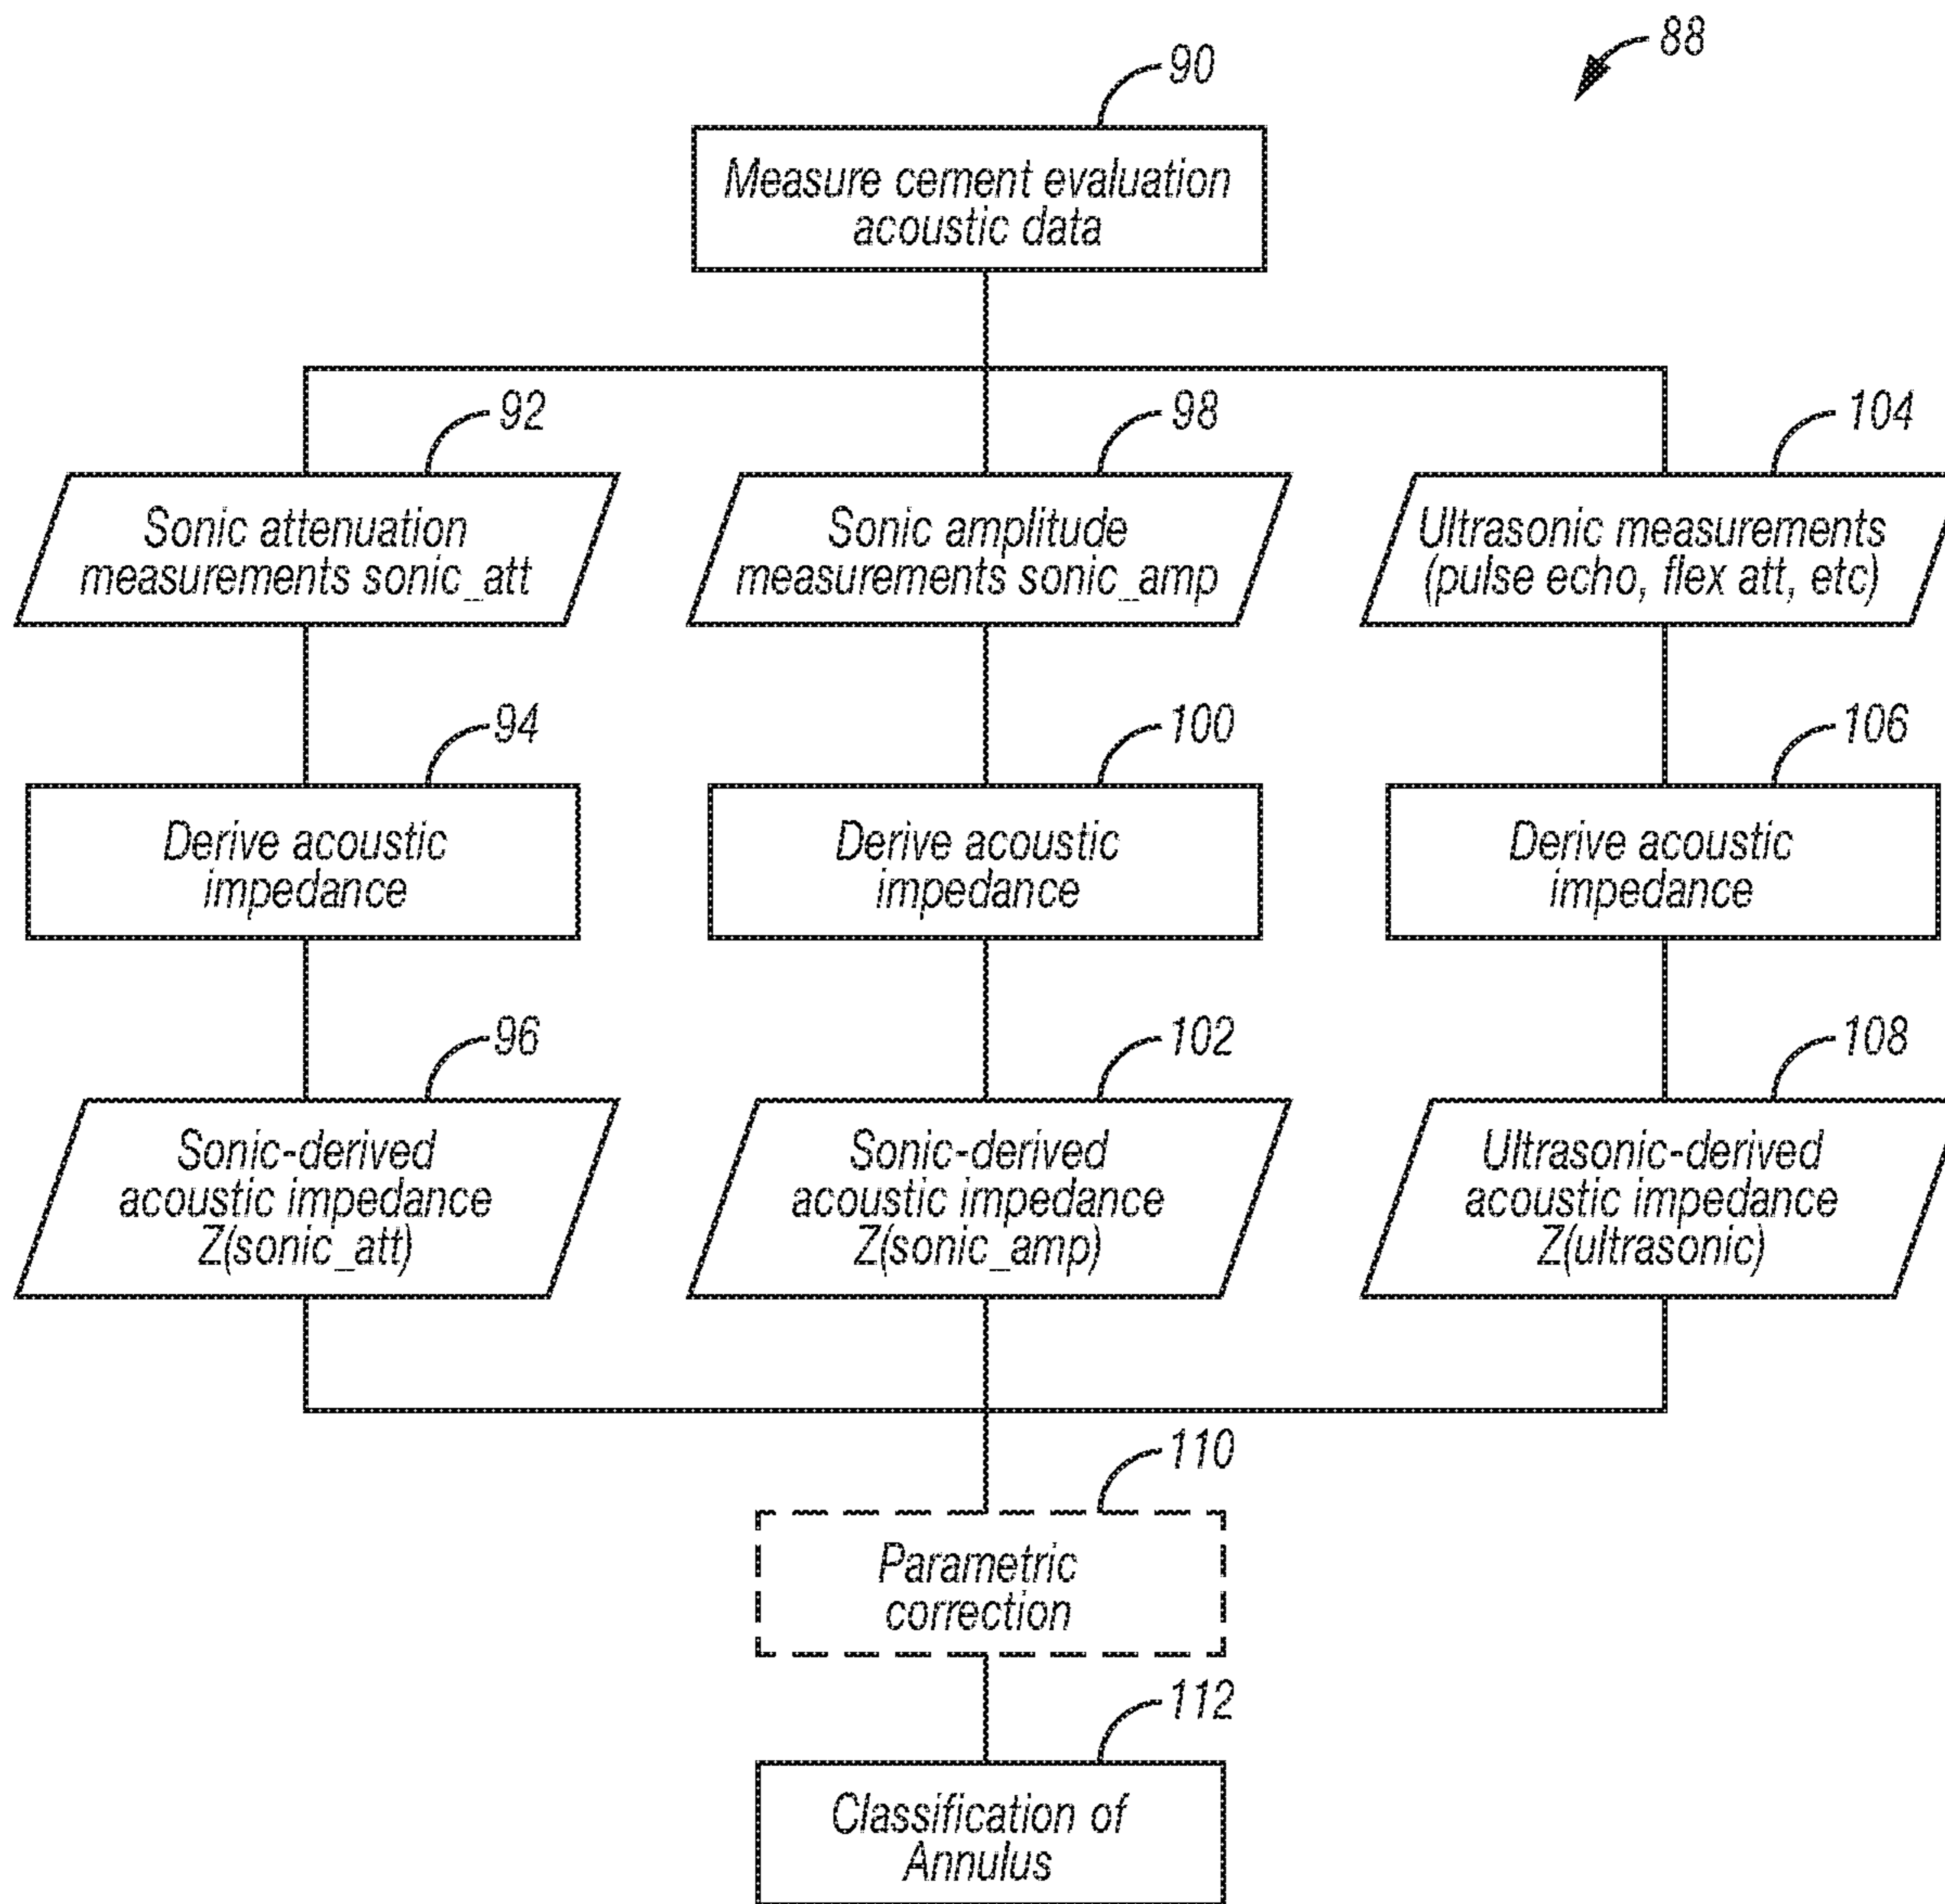 88
90
Measure cement evaluation
acoustic data
92
98
104
Sonic attenuation
measurements sonic_att
Sonic amplitude
measurements sonic_amp
Ultrasonic measurements
(pulse echo, flex att, etc)
94
100
106
Derive acoustic
impedance
Derive acoustic
impedance
Derive acoustic
impedance
96
102
108
Sonic-derived
acoustic impedance
Z(sonic_att)
Sonic-derived
acoustic impedance
Z(sonic_amp)
Ultrasonic-derived
acoustic impedance
Z(ultrasonic)
110
Parametric
correction
112
Classification of
Annulus